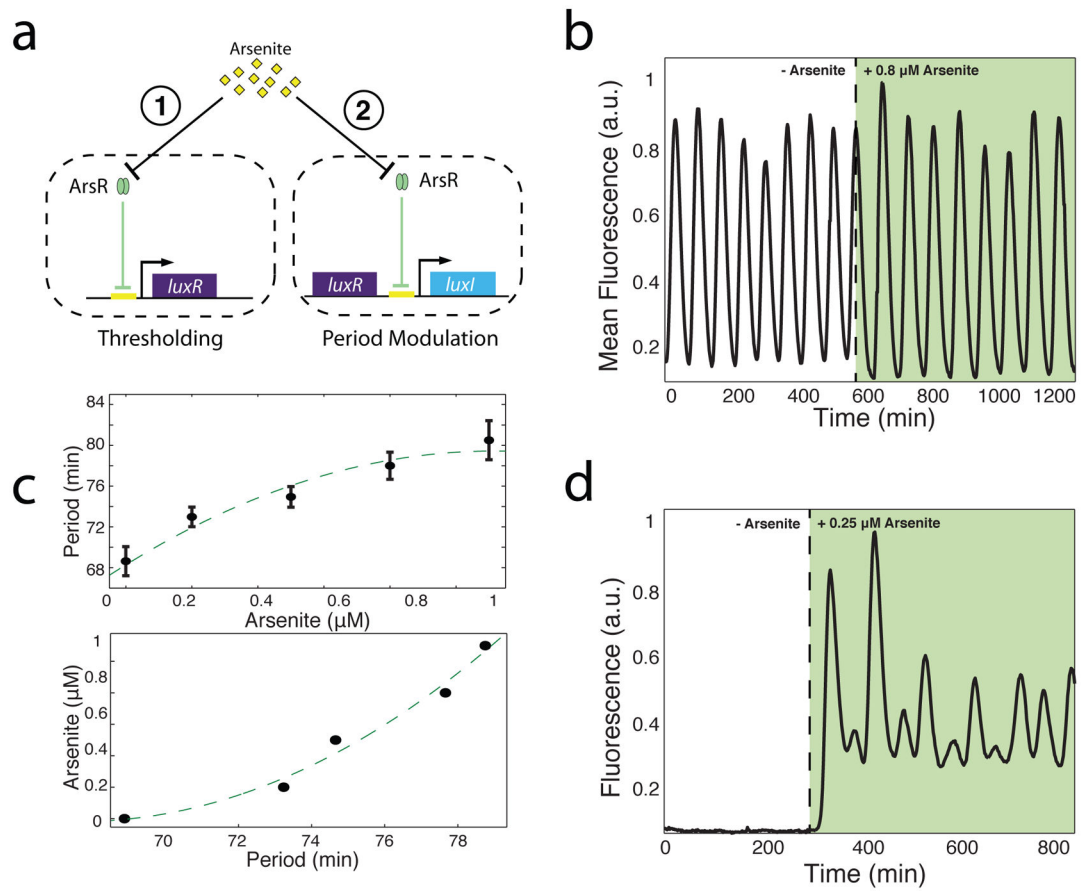 a
Arsenite
1
2
ArsR
ArsR
luxR
luxR
luxI
Thresholding
Period Modulation
b
- Arsenite
+ 0.8 µM Arsenite
1
0.8
0.6
0.4
0.2
Mean Fluorescence (a.u.)
0 200 400 600 800 1000 1200
Time (min)
c
84
80
76
72
68
Period (min)
0 0.2 0.4 0.6 0.8 1
Arsenite (µM)
1
0.8
0.6
0.4
0.2
0
Arsenite (µM)
70 72 74 76 78
Period (min)
d
- Arsenite
+ 0.25 µM Arsenite
1
0.8
0.6
0.4
0.2
Fluorescence (a.u.)
0 200 400 600 800
Time (min)